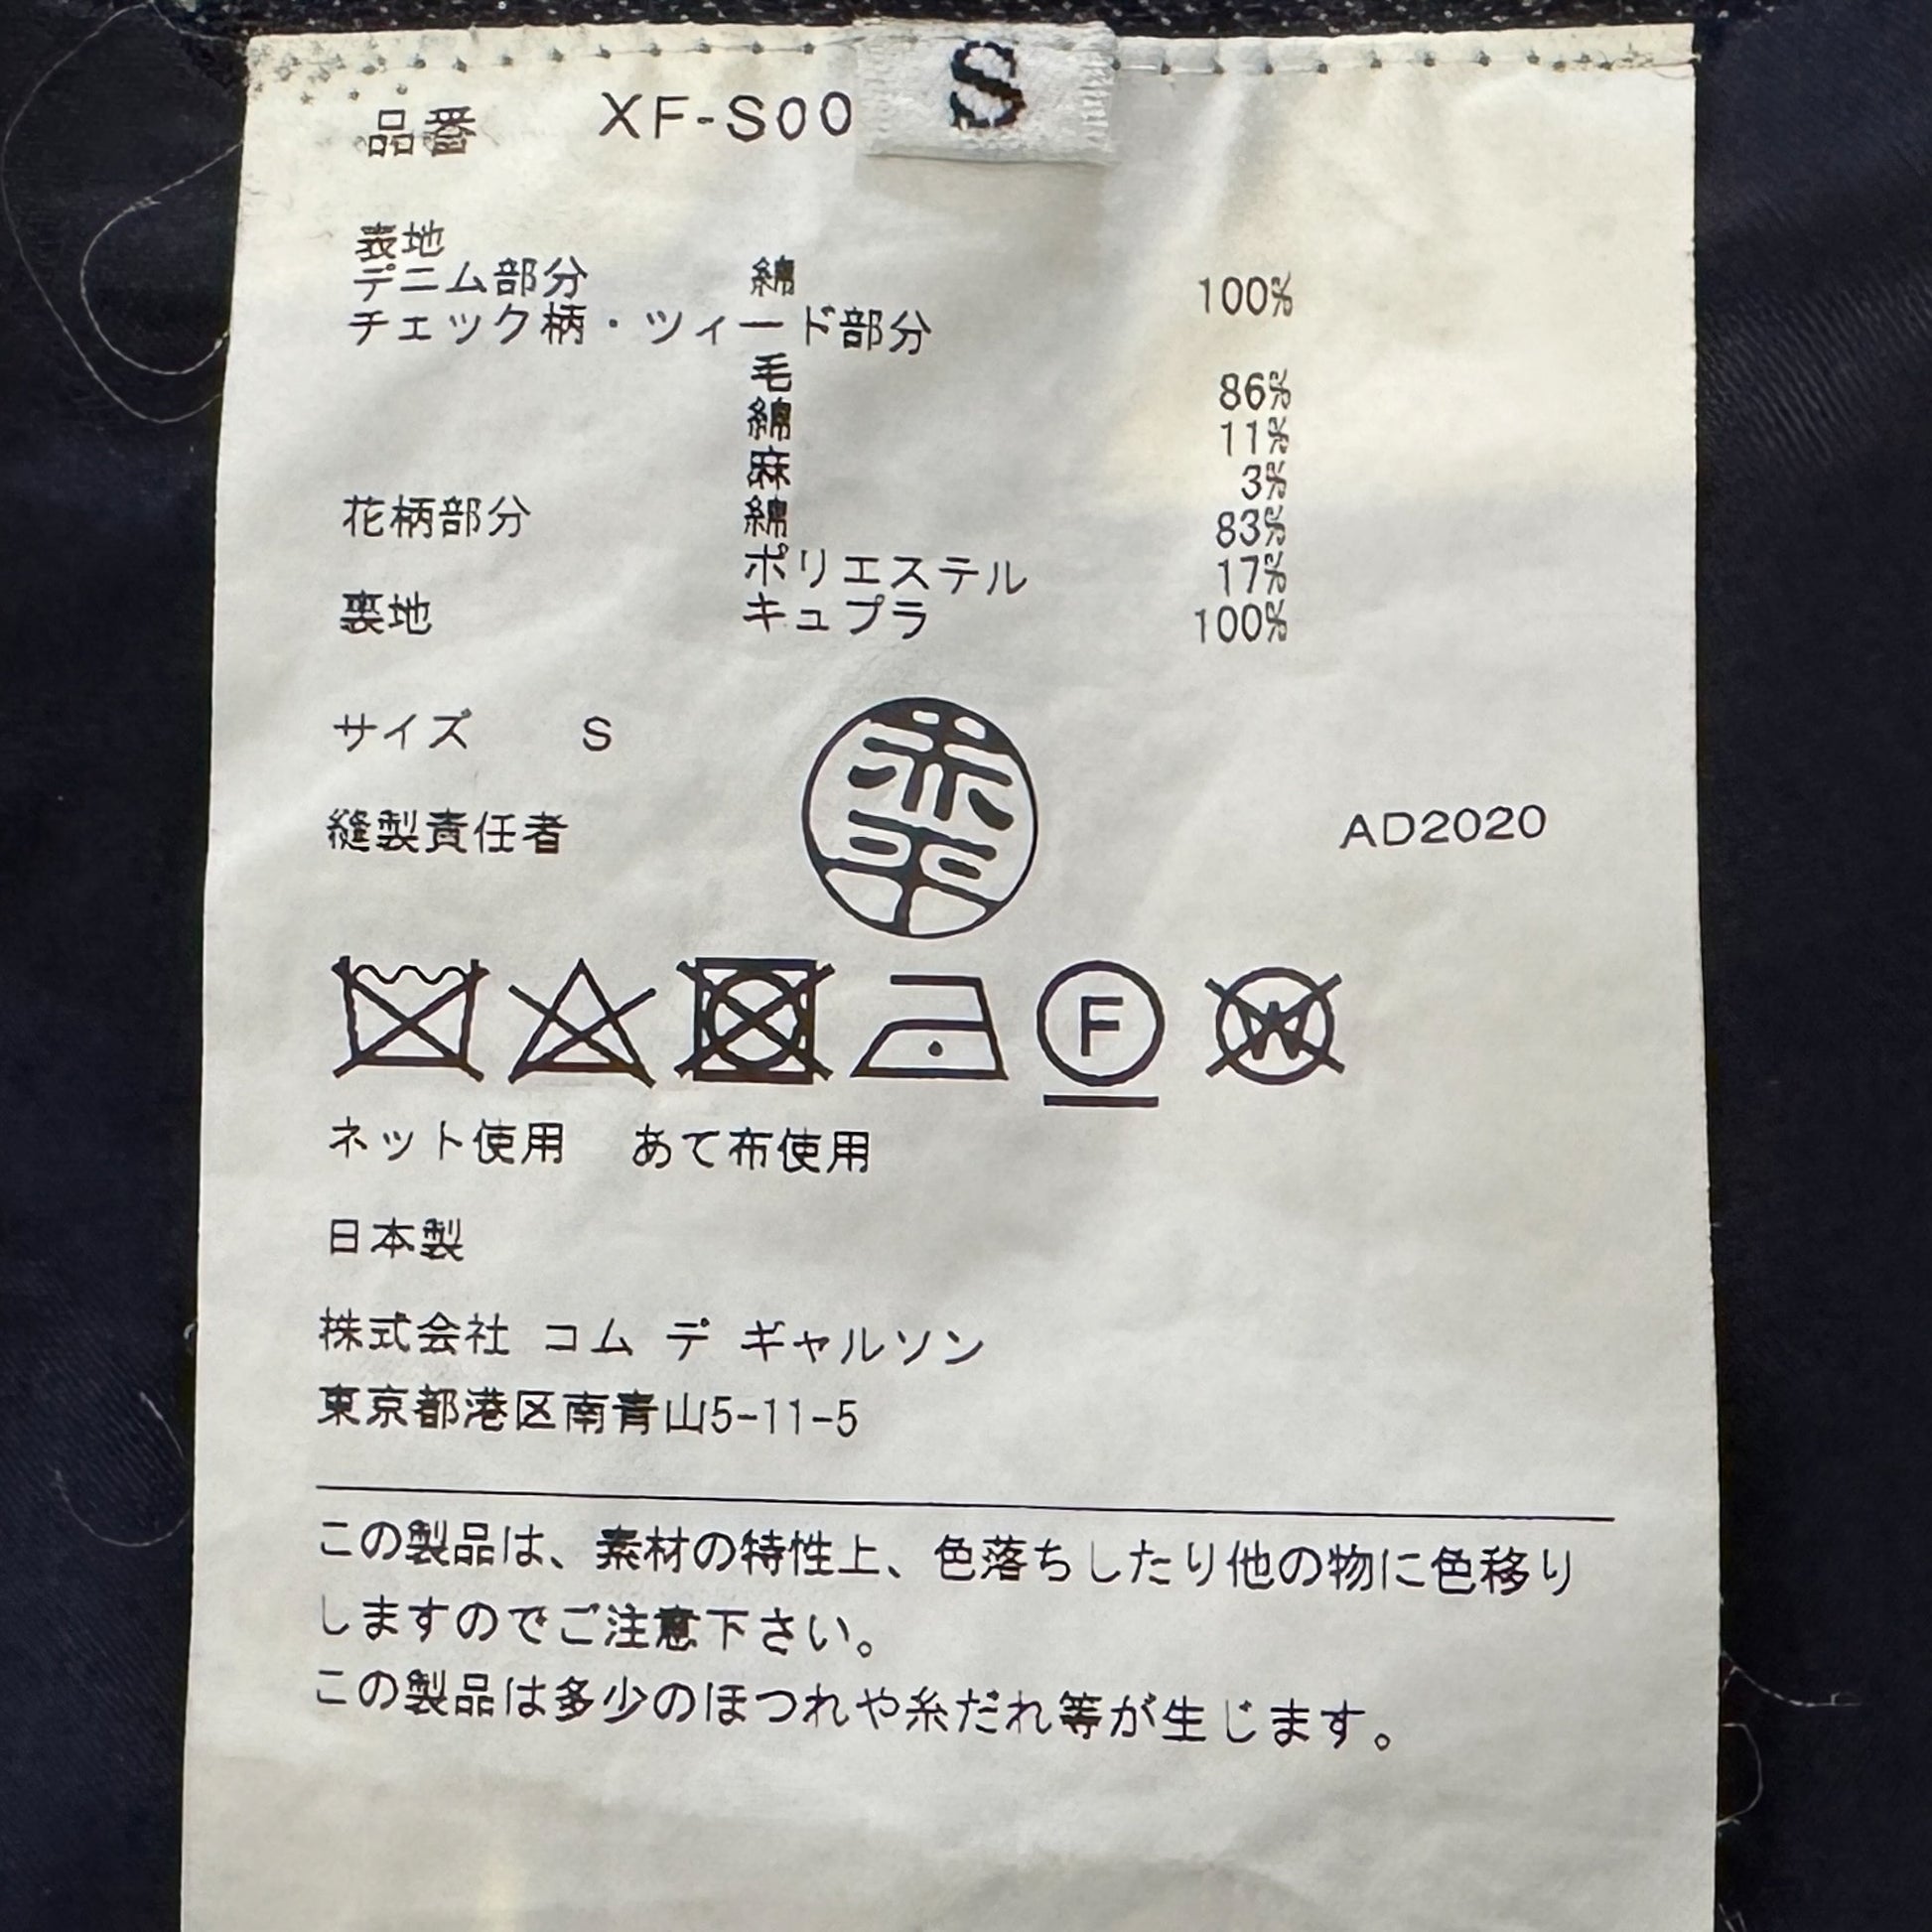 S
品番 XF-S00
表地
デニム部分 綿 100%
チェック柄・ツィード部分
毛 86%
綿 11%
麻 3%
花柄部分 綿 83%
ポリエステル 17%
裏地 キュプラ 100%
サイズ S
縫製責任者 赤平 AD2020
F W
ネット使用 あて布使用
日本製
株式会社 コム デ ギャルソン
東京都港区南青山5-11-5
この製品は、素材の特性上、色落ちしたり他の物に色移り
しますのでご注意下さい。
この製品は多少のほつれや糸だれ等が生じます。